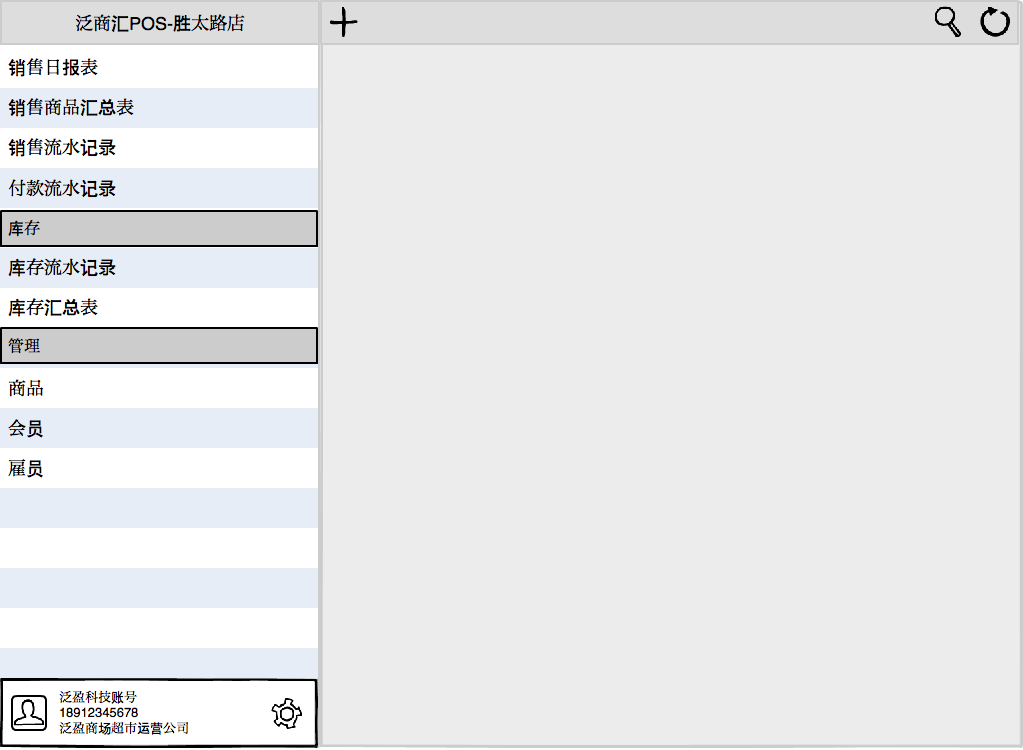 泛商汇POS-胜太路店
销售日报表
销售商品汇总表
销售流水记录
付款流水记录
库存
库存流水记录
库存汇总表
管理
商品
会员
雇员
泛盈科技账号
18912345678
泛盈商场超市运营公司